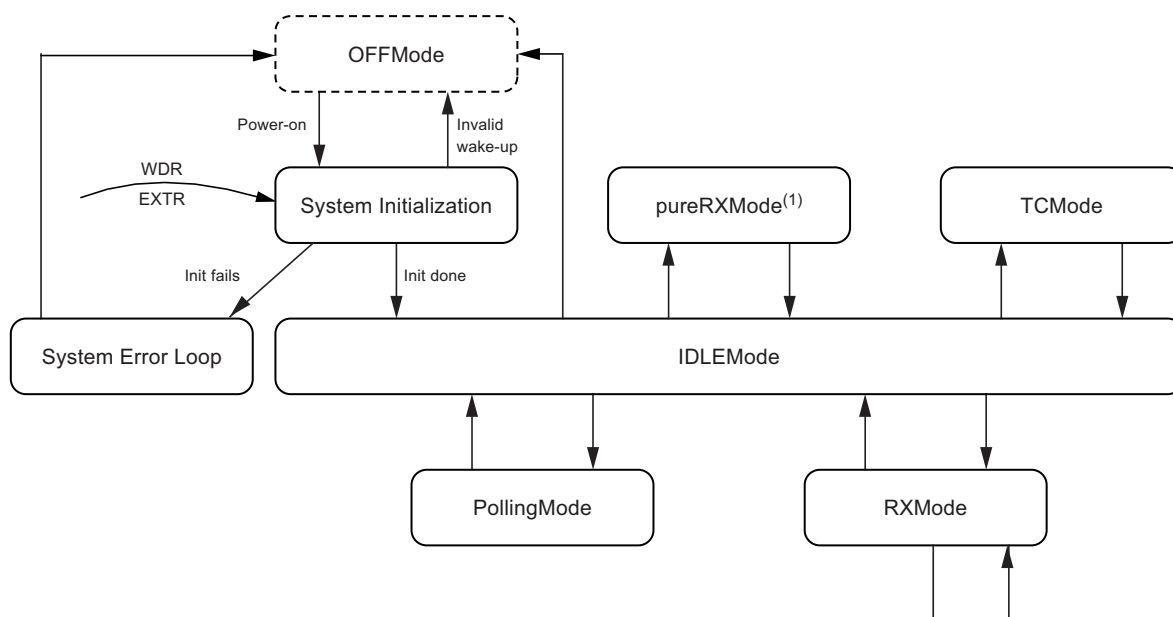 OFFMode
Power-on
Invalid
wake-up
WDR
EXTR
System Initialization
pureRXMode(1)
TCMode
Init fails
Init done
System Error Loop
IDLEMode
PollingMode
RXMode